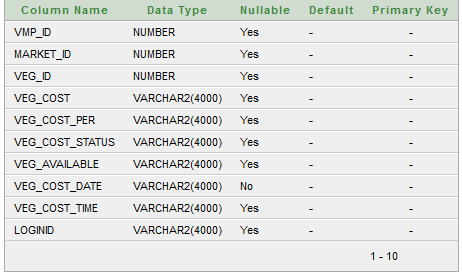 Column Name Data Type Nullable Default Primary Key
VMP_ID NUMBER Yes - -
MARKET_ID NUMBER Yes - -
VEG_ID NUMBER Yes - -
VEG_COST VARCHAR2(4000) Yes - -
VEG_COST_PER VARCHAR2(4000) Yes - -
VEG_COST_STATUS VARCHAR2(4000) Yes - -
VEG_AVAILABLE VARCHAR2(4000) Yes - -
VEG_COST_DATE VARCHAR2(4000) No - -
VEG_COST_TIME VARCHAR2(4000) Yes - -
LOGINID VARCHAR2(4000) Yes - -
1 - 10